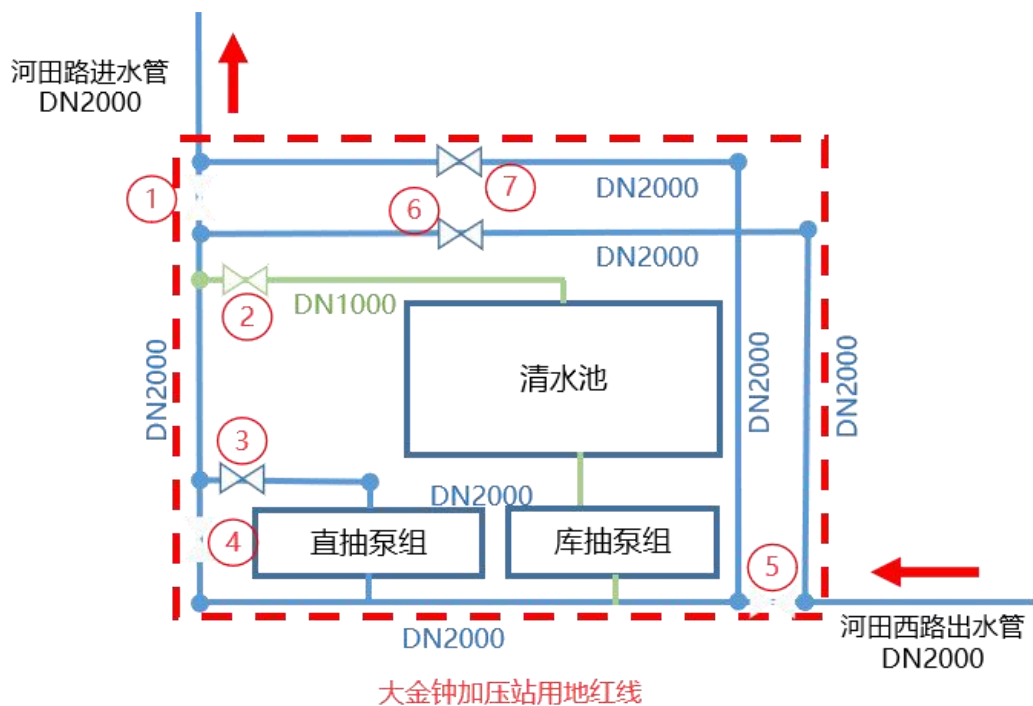 河田路进水管
DN2000
①
⑦
DN2000
⑥
DN2000
②
DN1000
清水池
DN2000
DN2000
DN2000
③
DN2000
④
直抽泵组
库抽泵组
⑤
DN2000
河田西路出水管
DN2000
大金钟加压站用地红线